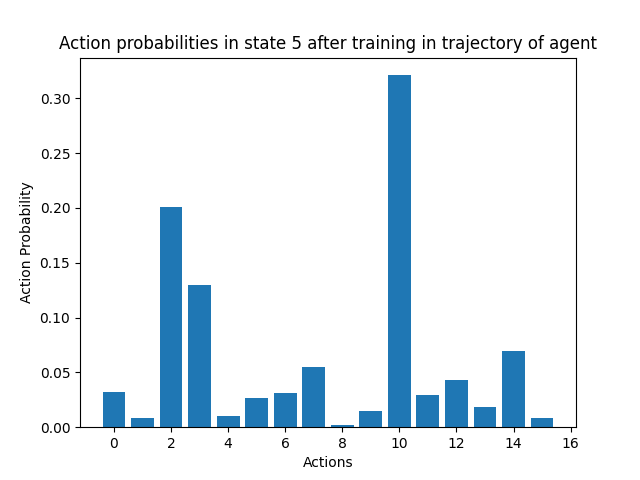 Action probabilities in state 5 after training in trajectory of agent
0.30
0.25
0.20
0.15
0.10
0.05
0.00
Action Probability
0 2 4 6 8 10 12 14 16
Actions